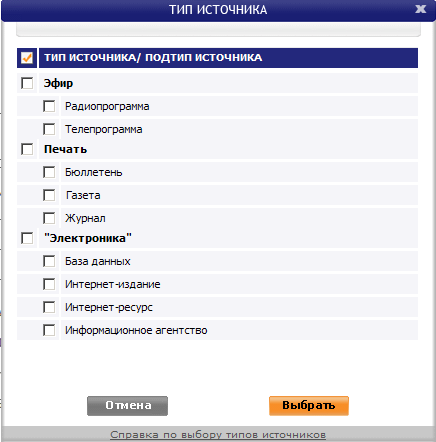 ТИП ИСТОЧНИКА
ТИП ИСТОЧНИКА/ ПОДТИП ИСТОЧНИКА
Эфир
Радиопрограмма
Телепрограмма
Печать
Бюллетень
Газета
Журнал
"Электроника"
База данных
Интернет-издание
Интернет-ресурс
Информационное агентство
Отмена
Выбрать
Справка по выбору типов источников